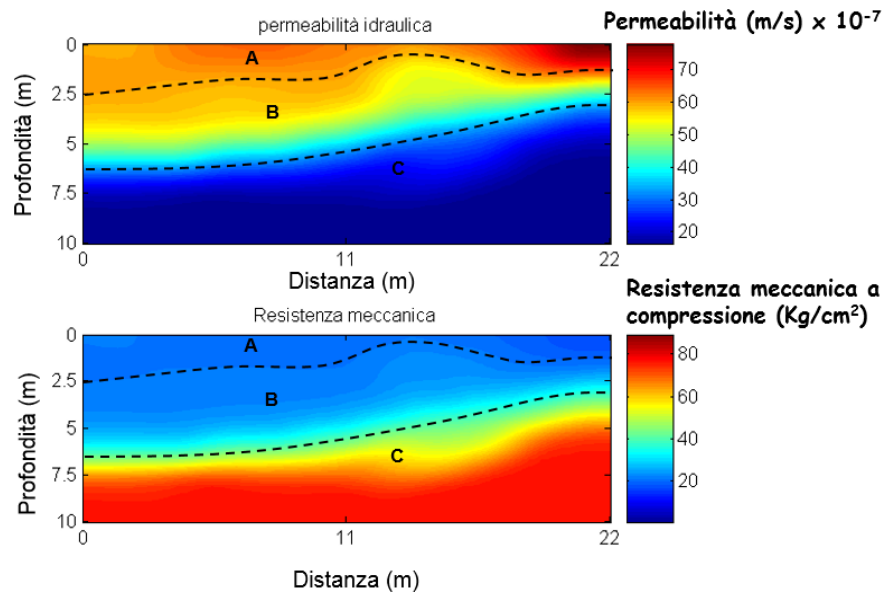 permeabilità idraulica
Permeabilità (m/s) x 10⁻⁷
Profondità (m)
0
2.5
5
7.5
10
A
B
C
0
11
22
Distanza (m)
70
60
50
40
30
20
Resistenza meccanica
Resistenza meccanica a
compressione (Kg/cm²)
Profondità (m)
0
2.5
5
7.5
10
A
B
C
0
11
22
Distanza (m)
80
60
40
20